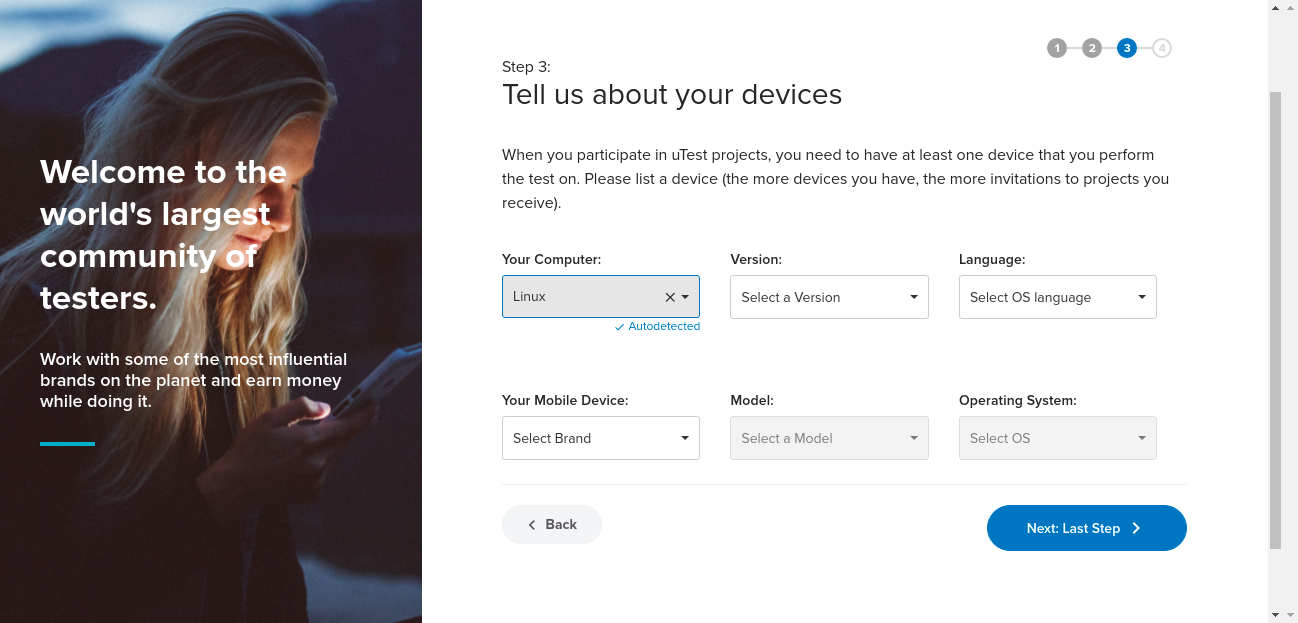 Welcome to the
world's largest
community of
testers.
Work with some of the most influential
brands on the planet and earn money
while doing it.
1 2 3 4
Step 3:
Tell us about your devices
When you participate in uTest projects, you need to have at least one device that you perform
the test on. Please list a device (the more devices you have, the more invitations to projects you
receive).
Your Computer: Version: Language:
Linux Select a Version Select OS language
Autodetected
Your Mobile Device: Model: Operating System:
Select Brand Select a Model Select OS
Back Next: Last Step